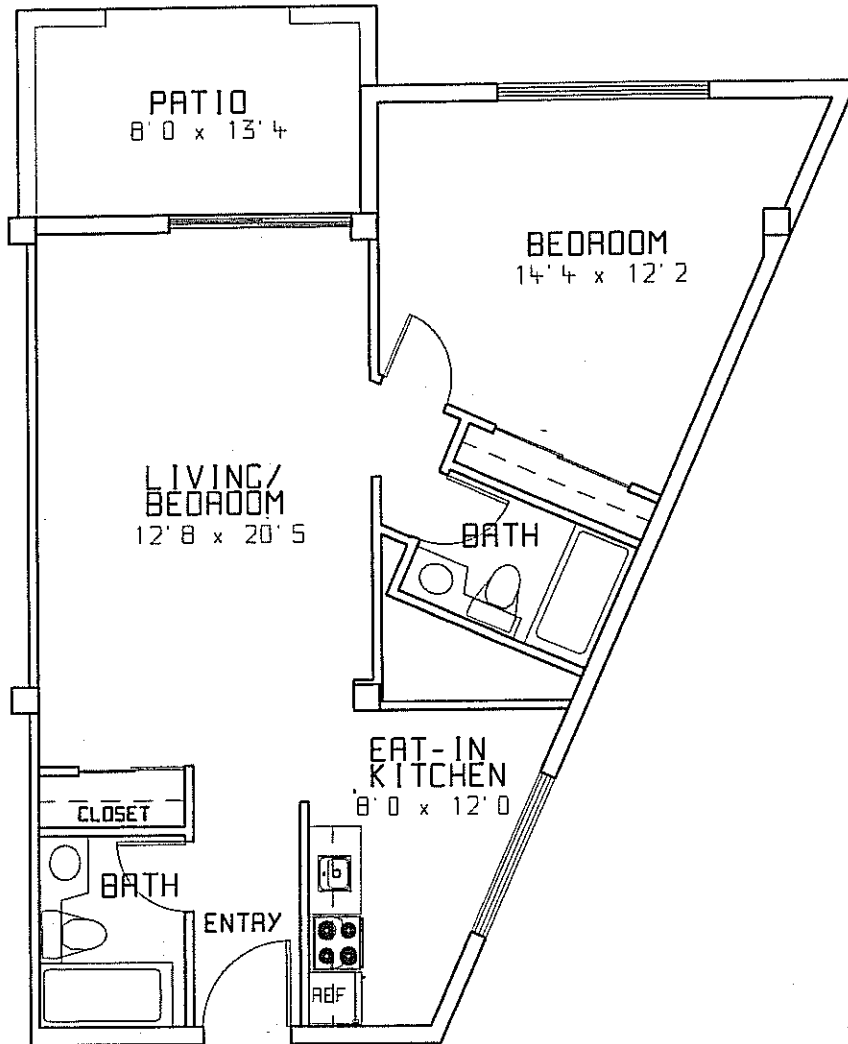 PATIO
8'0 x 13'4
BEDROOM
14'4 x 12'2
LIVING/
BEDROOM
12'8 x 20'5
BATH
EAT-IN
KITCHEN
8'0 x 12'0
CLOSET
BATH
ENTRY
REF